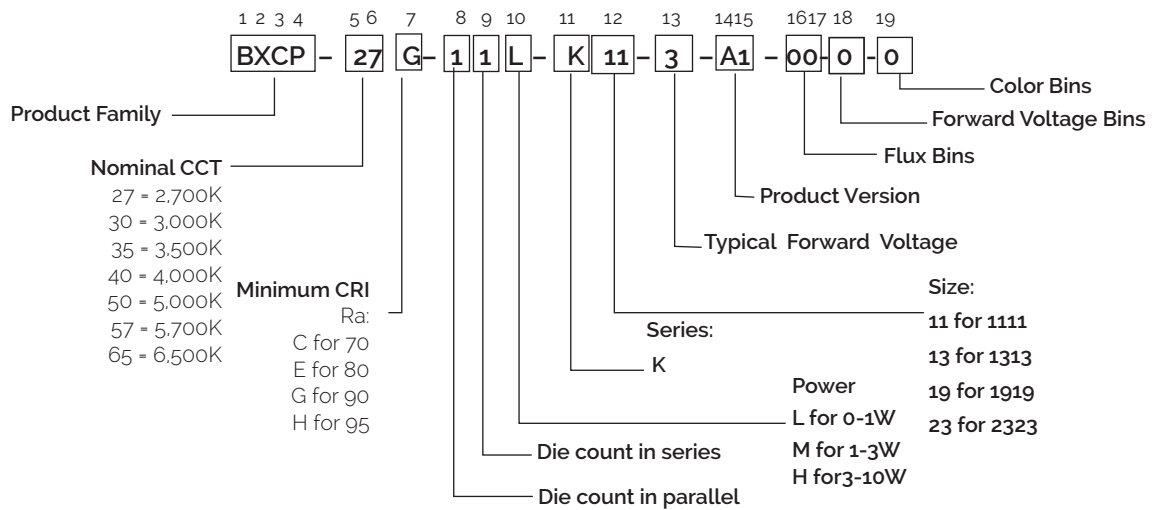 1 2 3 4 5 6 7 8 9 10 11 12 13 1415 1617 18 19
BXCP – 27 G – 1 1 L – K 11 – 3 – A1 – 00 - 0 - 0
Color Bins
Product Family
Forward Voltage Bins
Flux Bins
Nominal CCT
27 = 2,700K
30 = 3,000K
35 = 3,500K
40 = 4,000K
50 = 5,000K
57 = 5,700K
65 = 6,500K
Product Version
Typical Forward Voltage
Minimum CRI
Ra:
C for 70
E for 80
G for 90
H for 95
Size:
11 for 1111
13 for 1313
19 for 1919
23 for 2323
Series:
K
Power
L for 0-1W
M for 1-3W
H for3-10W
Die count in series
Die count in parallel